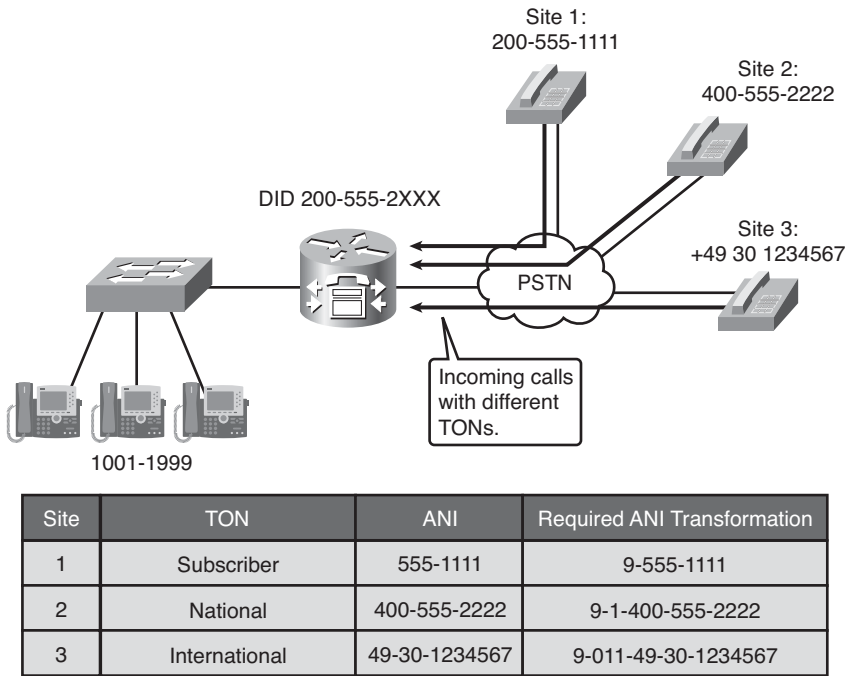 Site 1:
200-555-1111
Site 2:
400-555-2222
DID 200-555-2XXX
Site 3:
+49 30 1234567
PSTN
Incoming calls
with different
TONs.
1001-1999
Site TON ANI Required ANI Transformation
1 Subscriber 555-1111 9-555-1111
2 National 400-555-2222 9-1-400-555-2222
3 International 49-30-1234567 9-011-49-30-1234567